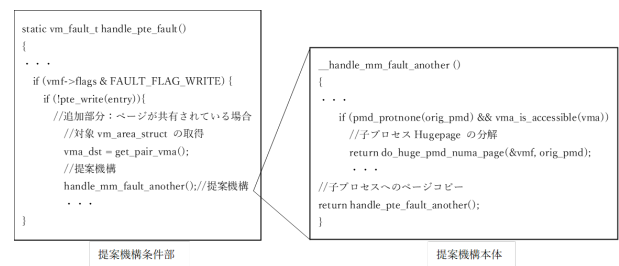 static vm_fault_t handle_pte_fault()
{
・・・
if (vmf->flags & FAULT_FLAG_WRITE) {
if (!pte_write(entry)){
//追加部分：ページが共有されている場合
//対象 vm_area_struct の取得
vma_dst = get_pair_vma();
//提案機構
handle_mm_fault_another();//提案機構
・・・
}
提案機構条件部
__handle_mm_fault_another ()
{
・・・
if (pmd_protnone(orig_pmd) && vma_is_accessible(vma))
//子プロセス Hugepage の分解
return do_huge_pmd_numa_page(&vmf, orig_pmd);
・・・
//子プロセスへのページコピー
return handle_pte_fault_another();
}
提案機構本体